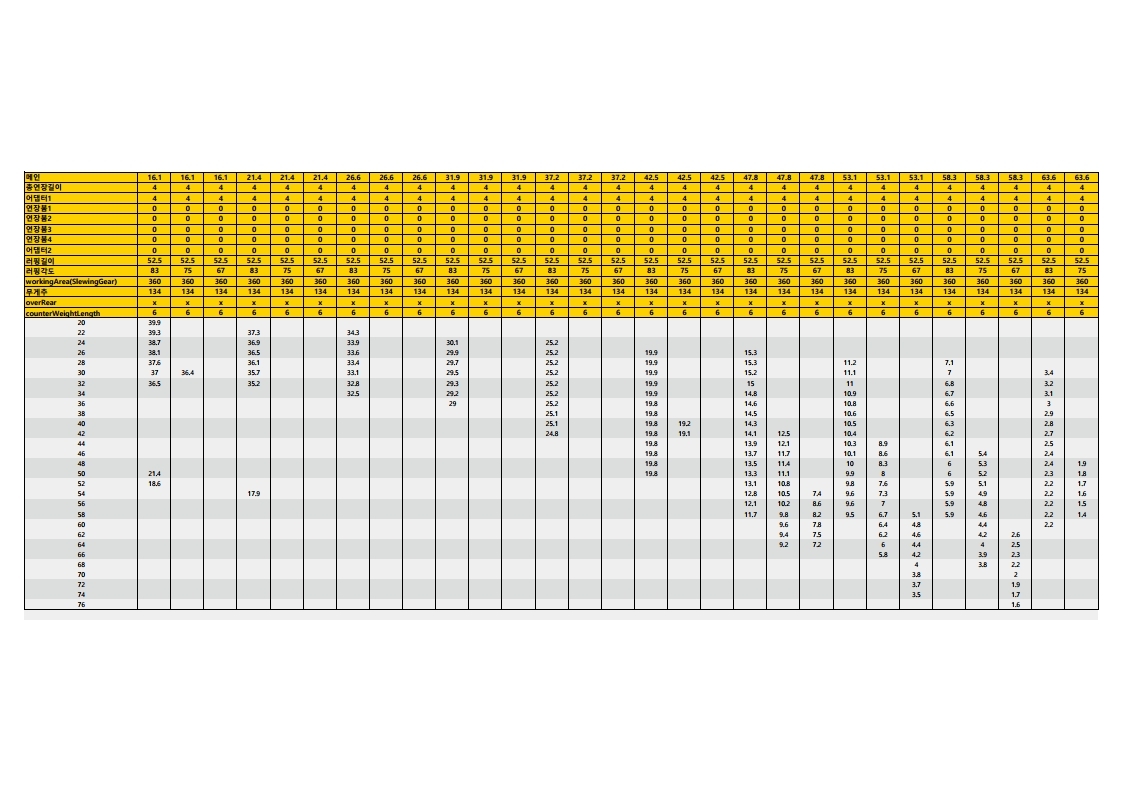 메인 16.1 16.1 16.1 21.4 21.4 21.4 26.6 26.6 26.6 31.9 31.9 31.9 37.2 37.2 37.2 42.5 42.5 42.5 47.8 47.8 47.8 53.1 53.1 53.1 58.3 58.3 58.3 63.6 63.6
총연장길이 4 4 4 4 4 4 4 4 4 4 4 4 4 4 4 4 4 4 4 4 4 4 4 4 4 4 4 4 4
어댑터1 4 4 4 4 4 4 4 4 4 4 4 4 4 4 4 4 4 4 4 4 4 4 4 4 4 4 4 4 4
연장붐1 0 0 0 0 0 0 0 0 0 0 0 0 0 0 0 0 0 0 0 0 0 0 0 0 0 0 0 0 0
연장붐2 0 0 0 0 0 0 0 0 0 0 0 0 0 0 0 0 0 0 0 0 0 0 0 0 0 0 0 0 0
연장붐3 0 0 0 0 0 0 0 0 0 0 0 0 0 0 0 0 0 0 0 0 0 0 0 0 0 0 0 0 0
연장붐4 0 0 0 0 0 0 0 0 0 0 0 0 0 0 0 0 0 0 0 0 0 0 0 0 0 0 0 0 0
어댑터2 0 0 0 0 0 0 0 0 0 0 0 0 0 0 0 0 0 0 0 0 0 0 0 0 0 0 0 0 0
러핑길이 52.5 52.5 52.5 52.5 52.5 52.5 52.5 52.5 52.5 52.5 52.5 52.5 52.5 52.5 52.5 52.5 52.5 52.5 52.5 52.5 52.5 52.5 52.5 52.5 52.5 52.5 52.5 52.5 52.5
러핑각도 83 75 67 83 75 67 83 75 67 83 75 67 83 75 67 83 75 67 83 75 67 83 75 67 83 75 67 83 75
workingArea(SlewingGear) 360 360 360 360 360 360 360 360 360 360 360 360 360 360 360 360 360 360 360 360 360 360 360 360 360 360 360 360 360
무게추 134 134 134 134 134 134 134 134 134 134 134 134 134 134 134 134 134 134 134 134 134 134 134 134 134 134 134 134 134
overRear x x x x x x x x x x x x x x x x x x x x x x x x x x x x x
counterWeightLength 6 6 6 6 6 6 6 6 6 6 6 6 6 6 6 6 6 6 6 6 6 6 6 6 6 6 6 6 6
20 39.9
22 39.3 37.3 34.3
24 38.7 36.9 33.9 30.1 25.2
26 38.1 36.5 33.6 29.9 25.2 19.9 15.3
28 37.6 36.1 33.4 29.7 25.2 19.9 15.3 11.2 7.1
30 37 36.4 35.7 33.1 29.5 25.2 19.9 15.2 11.1 7 3.4
32 36.5 35.2 32.8 29.3 25.2 19.9 15 11 6.8 3.2
34 32.5 29.2 25.2 19.9 14.8 10.9 6.7 3.1
36 29 25.2 19.8 14.6 10.8 6.6 3
38 25.1 19.8 14.5 10.6 6.5 2.9
40 25.1 19.8 19.2 14.3 10.5 6.3 2.8
42 24.8 19.8 19.1 14.1 12.5 10.4 6.2 2.7
44 19.8 13.9 12.1 10.3 8.9 6.1 2.5
46 19.8 13.7 11.7 10.1 8.6 6.1 5.4 2.4
48 19.8 13.5 11.4 10 8.3 6 5.3 2.4 1.9
50 21.4 19.8 13.3 11.1 9.9 8 6 5.2 2.3 1.8
52 18.6 13.1 10.8 9.8 7.6 5.9 5.1 2.2 1.7
54 17.9 12.8 10.5 7.4 9.6 7.3 5.9 4.9 2.2 1.6
56 12.1 10.2 8.6 9.6 7 5.9 4.8 2.2 1.5
58 11.7 9.8 8.2 9.5 6.7 5.1 5.9 4.6 2.2 1.4
60 9.6 7.8 6.4 4.8 4.4 2.2
62 9.4 7.5 6.2 4.6 4.2 2.6
64 9.2 7.2 6 4.4 4 2.5
66 5.8 4.2 3.9 2.3
68 4 3.8 2.2
70 3.8 2
72 3.7 1.9
74 3.5 1.7
76 1.6